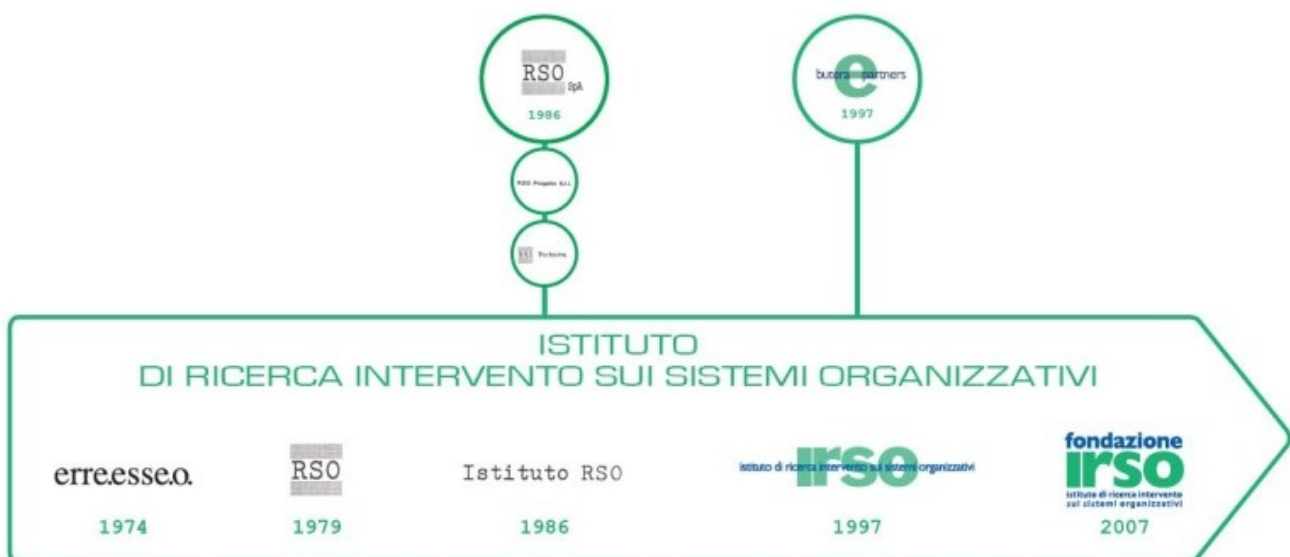 RSO
SpA
1986
butera e partners
1997
RSO Progetto S.r.l.
ISTITUTO
DI RICERCA INTERVENTO SUI SISTEMI ORGANIZZATIVI
erre.esse.o.
1974
RSO
1979
Istituto RSO
1986
istituto di ricerca intervento sui sistemi organizzativi
irso
1997
fondazione
irso
istituto di ricerca intervento
sui sistemi organizzativi
2007